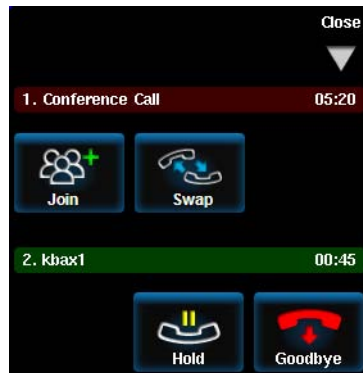 Close
1. Conference Call 05:20
Join Swap
2. kbax1 00:45
Hold Goodbye